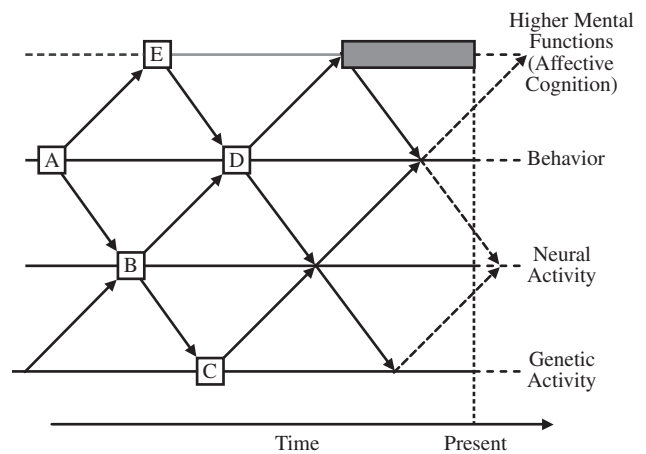 Higher Mental
Functions
(Affective
Cognition)
E
A
D
Behavior
B
Neural
Activity
C
Genetic
Activity
Time
Present